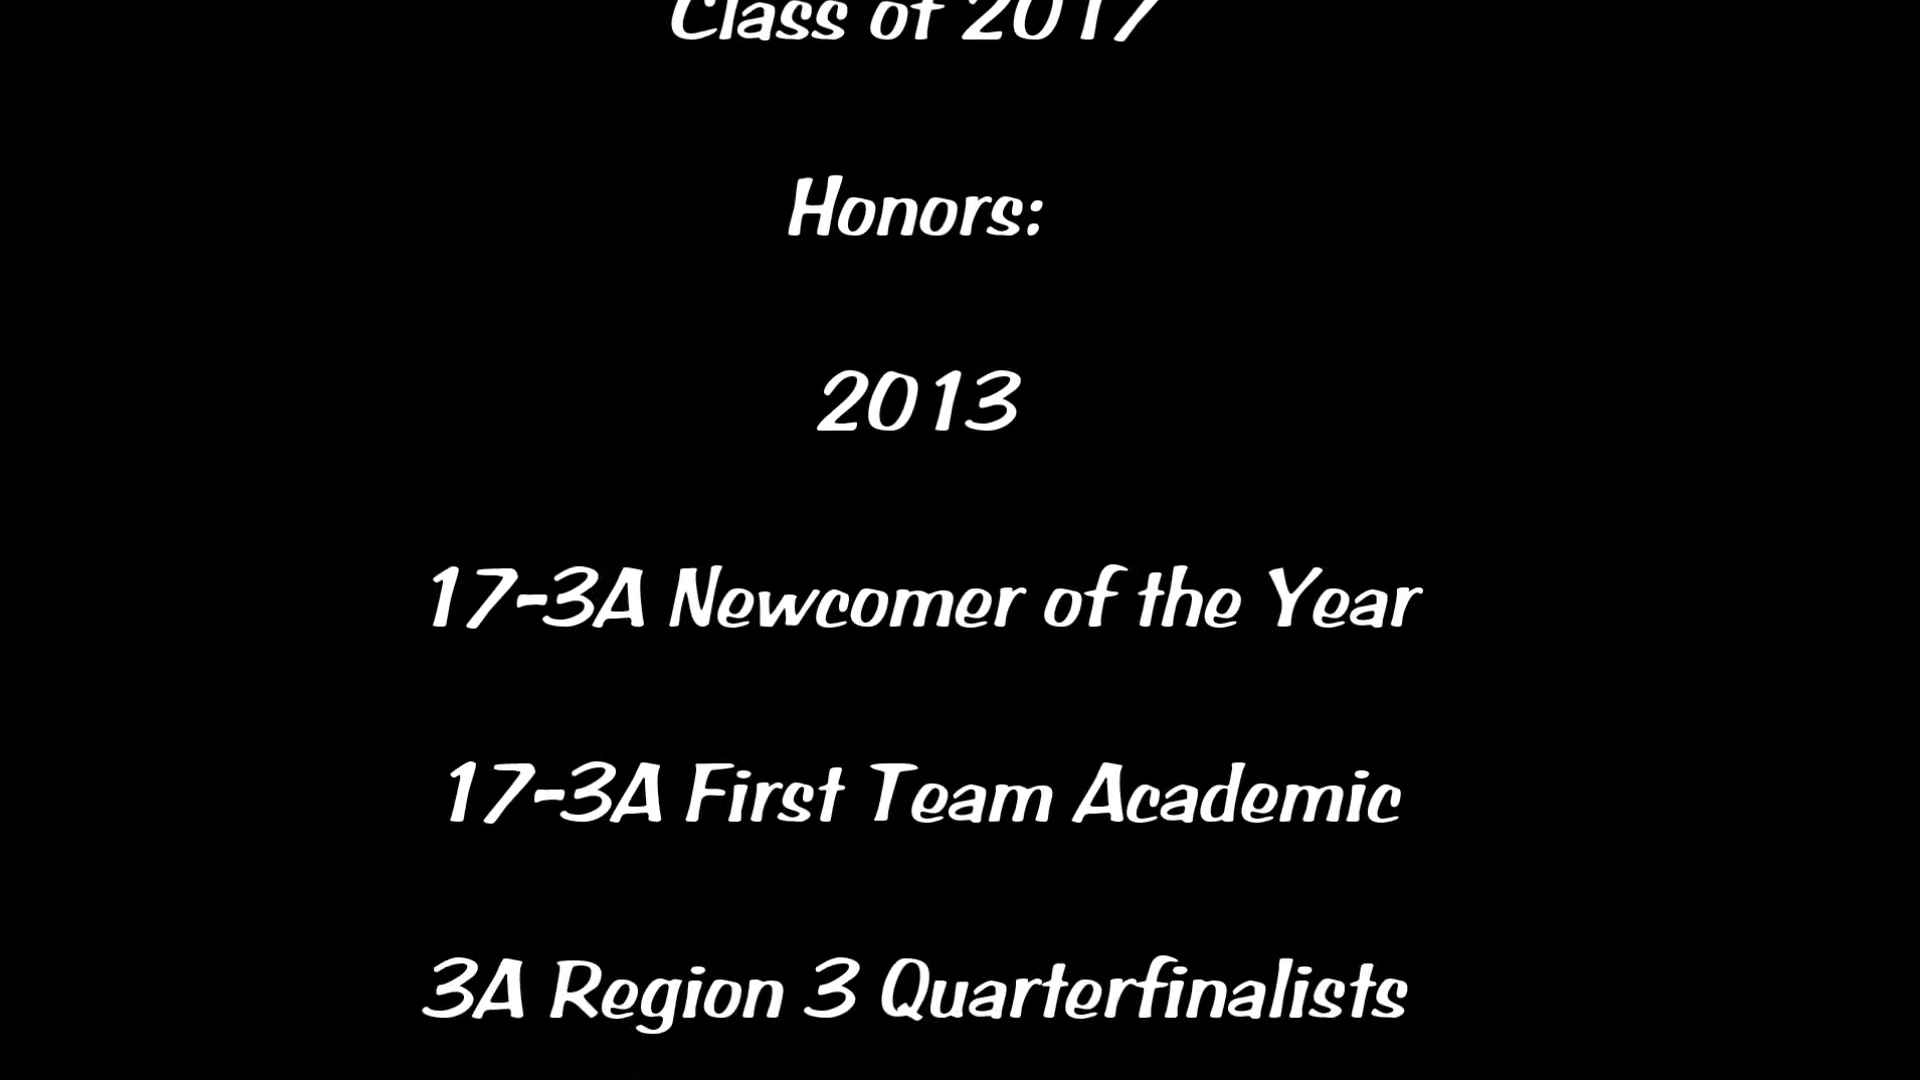 Class of 2017
Honors:
2013
17-3A Newcomer of the Year
17-3A First Team Academic
3A Region 3 Quarterfinalists